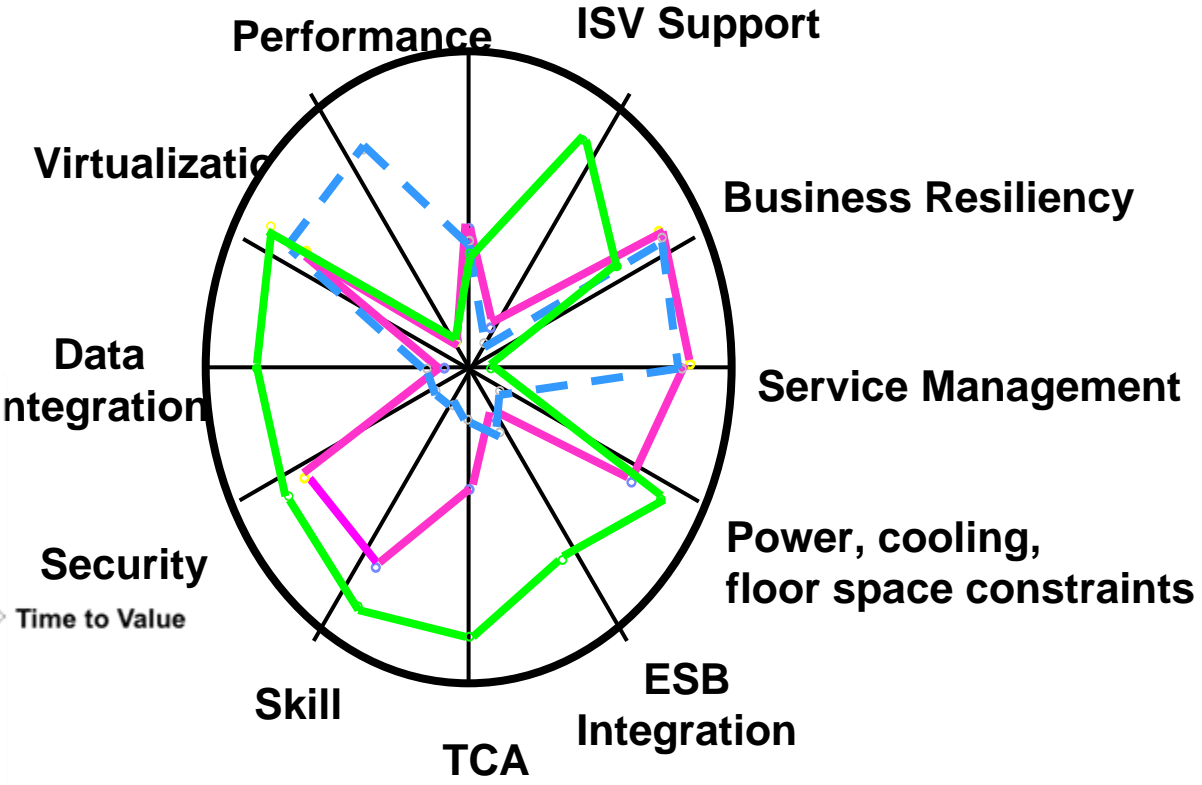 Performance
ISV Support
Virtualizatio
Business Resiliency
Data
ntegration
Service Management
Security
Power, cooling,
floor space constraints
Time to Value
Skill
ESB
Integration
TCA